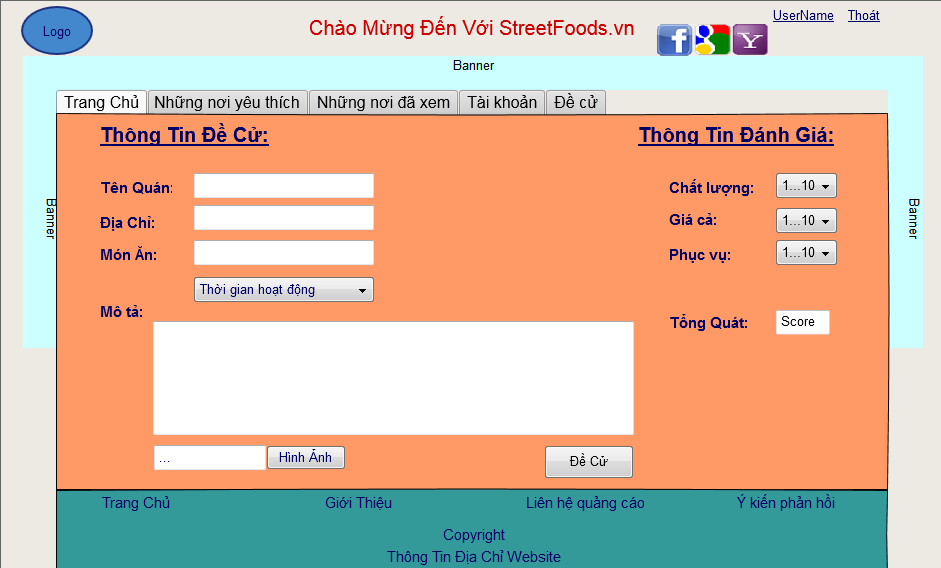 UserName Thoát
Logo
Chào Mừng Đến Với StreetFoods.vn
f g Y
Banner
Trang Chủ Những nơi yêu thích Những nơi đã xem Tài khoản Đề cử
Thông Tin Đề Cử: Thông Tin Đánh Giá:
Tên Quán: Chất lượng: 1...10
Banner Banner
Địa Chỉ: Giá cả: 1...10
Món Ăn: Phục vụ: 1...10
Thời gian hoạt động
Mô tả:
Tổng Quát: Score
... Hình Ảnh Đề Cử
Trang Chủ Giới Thiệu Liên hệ quảng cáo Ý kiến phản hồi
Copyright
Thông Tin Địa Chỉ Website